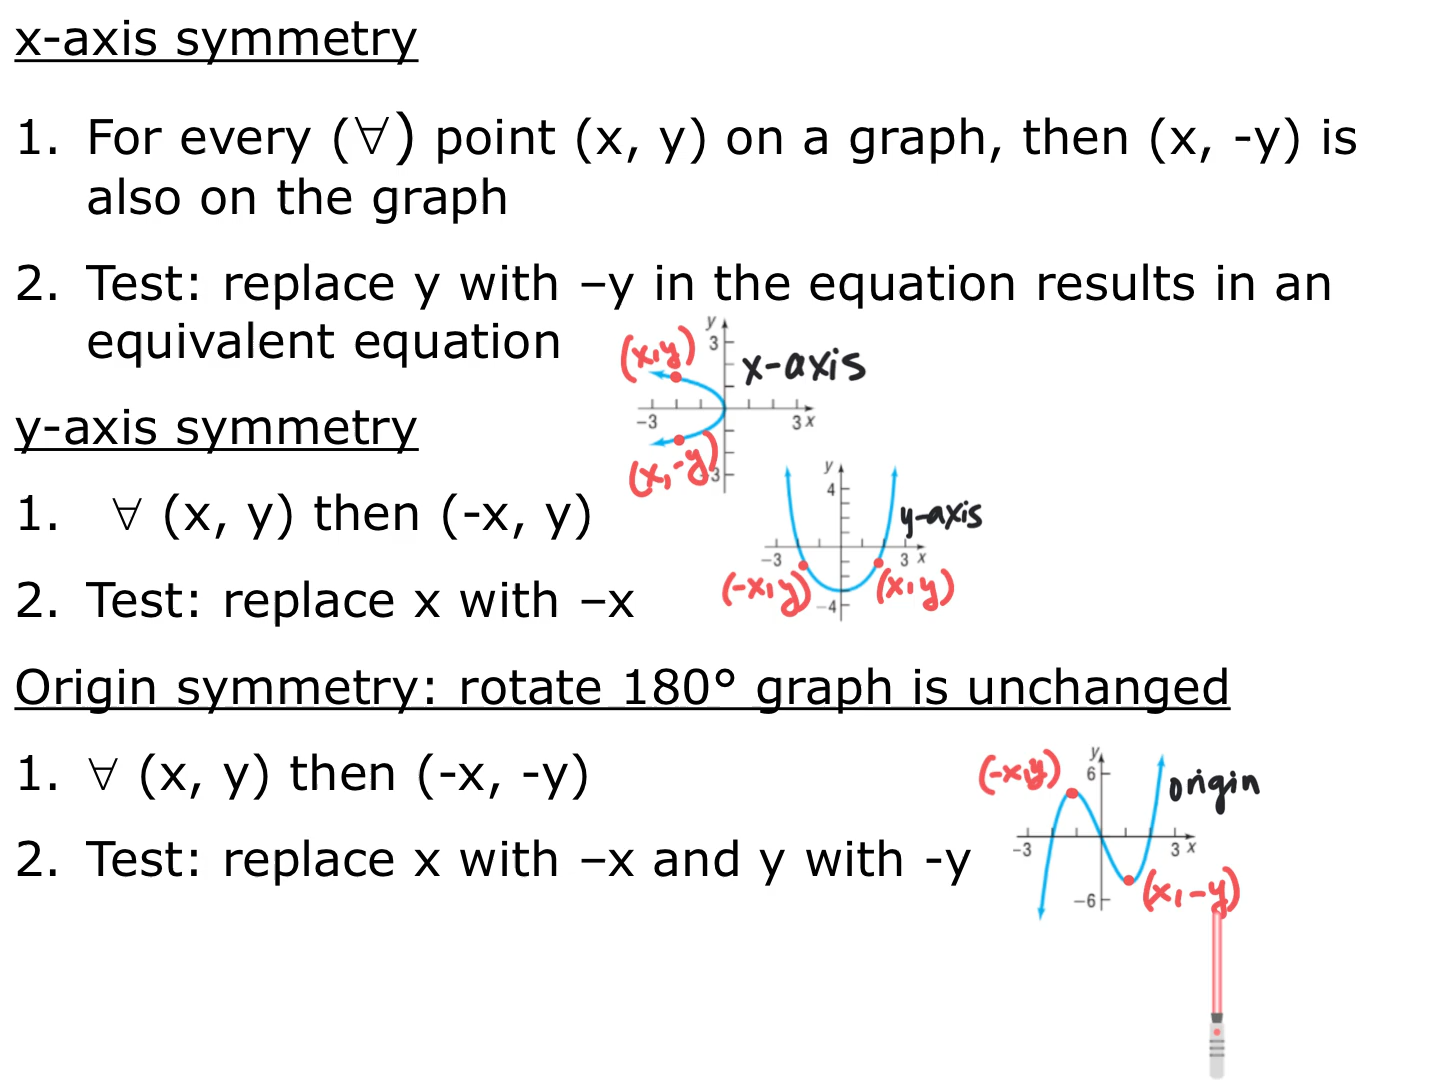 x-axis symmetry
1. For every (∀) point (x, y) on a graph, then (x, -y) is
also on the graph
2. Test: replace y with –y in the equation results in an
equivalent equation
(x,y)
y
3
x-axis
-3
3 x
(x,-y)
3
y-axis symmetry
1. ∀ (x, y) then (-x, y)
y
4
y-axis
-3
3 x
(-x,y)
(x,y)
-4
2. Test: replace x with –x
Origin symmetry: rotate 180° graph is unchanged
1. ∀ (x, y) then (-x, -y)
(-x,y)
y
6
origin
-3
3 x
-6
(x,-y)
2. Test: replace x with –x and y with -y